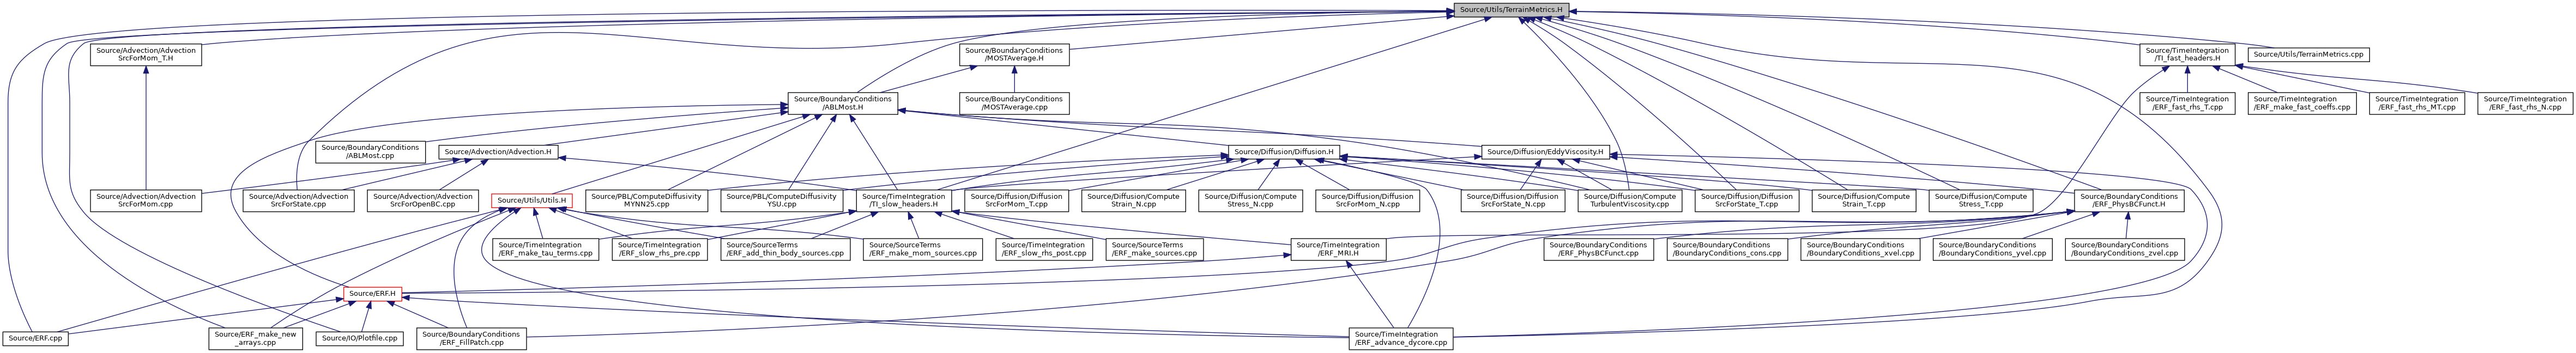 Source/Utils/TerrainMetrics.H
Source/Advection/Advection
SrcForMom_T.H
Source/BoundaryConditions
/MOSTAverage.H
Source/TimeIntegration
/TI_fast_headers.H
Source/Utils/TerrainMetrics.cpp
Source/BoundaryConditions
/ABLMost.H
Source/BoundaryConditions
/MOSTAverage.cpp
Source/TimeIntegration
/ERF_fast_rhs_T.cpp
Source/TimeIntegration
/ERF_make_fast_coeffs.cpp
Source/TimeIntegration
/ERF_fast_rhs_MT.cpp
Source/TimeIntegration
/ERF_fast_rhs_N.cpp
Source/BoundaryConditions
/ABLMost.cpp
Source/Advection/Advection.H
Source/Diffusion/Diffusion.H
Source/Diffusion/EddyViscosity.H
Source/Advection/Advection
SrcForMom.cpp
Source/Advection/Advection
SrcForState.cpp
Source/Advection/Advection
SrcForOpenBC.cpp
Source/Utils/Utils.H
Source/PBL/ComputeDiffusivity
MYNN25.cpp
Source/PBL/ComputeDiffusivity
YSU.cpp
Source/TimeIntegration
/TI_slow_headers.H
Source/Diffusion/Diffusion
SrcForMom_T.cpp
Source/Diffusion/Compute
Strain_N.cpp
Source/Diffusion/Compute
Stress_N.cpp
Source/Diffusion/Diffusion
SrcForMom_N.cpp
Source/Diffusion/Diffusion
SrcForState_N.cpp
Source/Diffusion/Compute
TurbulentViscosity.cpp
Source/Diffusion/Diffusion
SrcForState_T.cpp
Source/Diffusion/Compute
Strain_T.cpp
Source/Diffusion/Compute
Stress_T.cpp
Source/BoundaryConditions
/ERF_PhysBCFunct.H
Source/TimeIntegration
/ERF_make_tau_terms.cpp
Source/TimeIntegration
/ERF_slow_rhs_pre.cpp
Source/SourceTerms
/ERF_add_thin_body_sources.cpp
Source/SourceTerms
/ERF_make_mom_sources.cpp
Source/TimeIntegration
/ERF_slow_rhs_post.cpp
Source/SourceTerms
/ERF_make_sources.cpp
Source/TimeIntegration
/ERF_MRI.H
Source/BoundaryConditions
/ERF_PhysBCFunct.cpp
Source/BoundaryConditions
/BoundaryConditions_cons.cpp
Source/BoundaryConditions
/BoundaryConditions_xvel.cpp
Source/BoundaryConditions
/BoundaryConditions_yvel.cpp
Source/BoundaryConditions
/BoundaryConditions_zvel.cpp
Source/ERF.H
Source/ERF.cpp
Source/ERF_make_new
_arrays.cpp
Source/IO/Plotfile.cpp
Source/BoundaryConditions
/ERF_FillPatch.cpp
Source/TimeIntegration
/ERF_advance_dycore.cpp